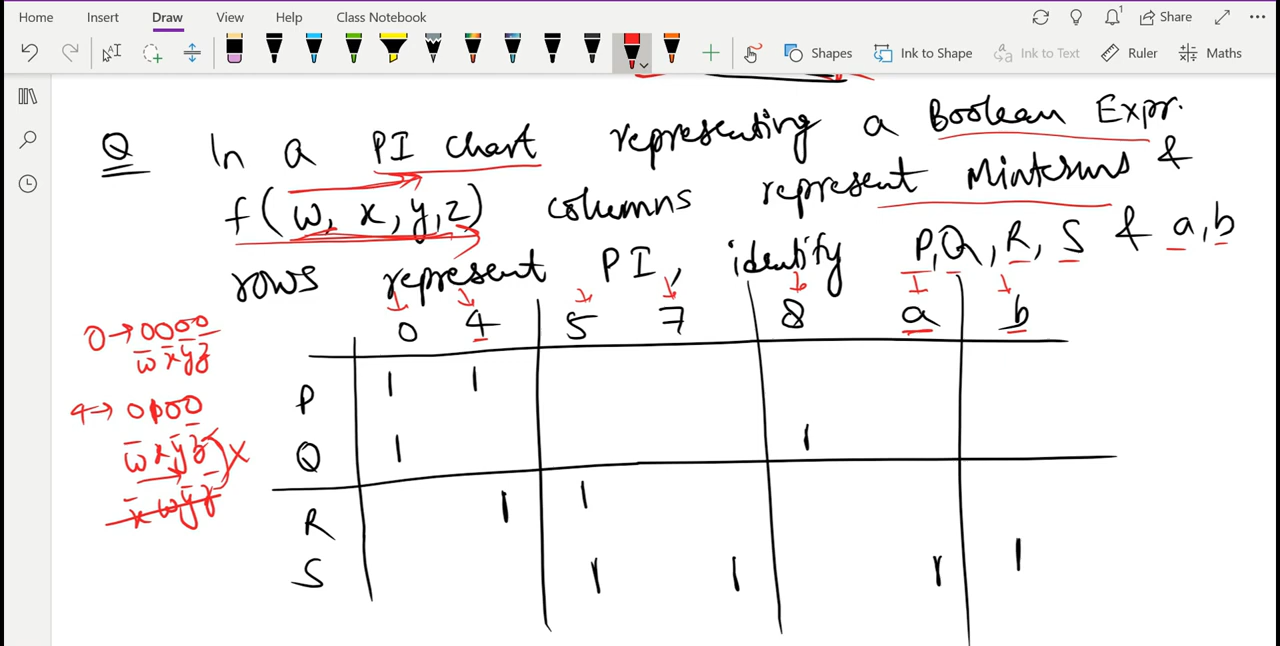 Home Insert Draw View Help Class Notebook Share
Shapes Ink to Shape Ink to Text Ruler Maths
Q In a PI chart representing a Boolean Expr.
f(w, x, y, z) columns represent Minterms &
rows represent PI, identify P, Q, R, S & a, b
0 4 5 7 8 a b
P 1 1
Q 1 1
R 1 1
S 1 1 1 1
0→0000
w̅ x̅ y̅ z̅
4→ 0100
w̅ x y̅ z̅ X
x̅ w y̅ z̅